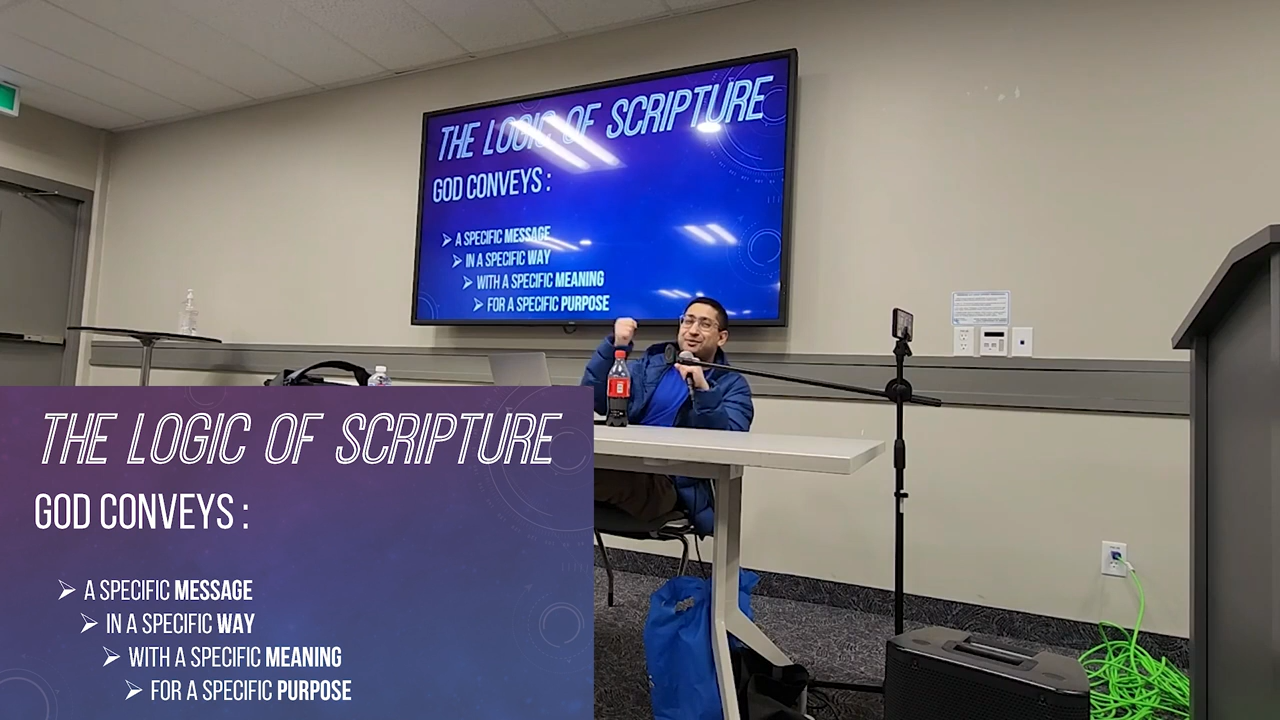 THE LOGIC OF SCRIPTURE
GOD CONVEYS :
➢ A SPECIFIC MESSAGE
➢ IN A SPECIFIC WAY
➢ WITH A SPECIFIC MEANING
➢ FOR A SPECIFIC PURPOSE
THE LOGIC OF SCRIPTURE
GOD CONVEYS :
➢ A SPECIFIC MESSAGE
➢ IN A SPECIFIC WAY
➢ WITH A SPECIFIC MEANING
➢ FOR A SPECIFIC PURPOSE